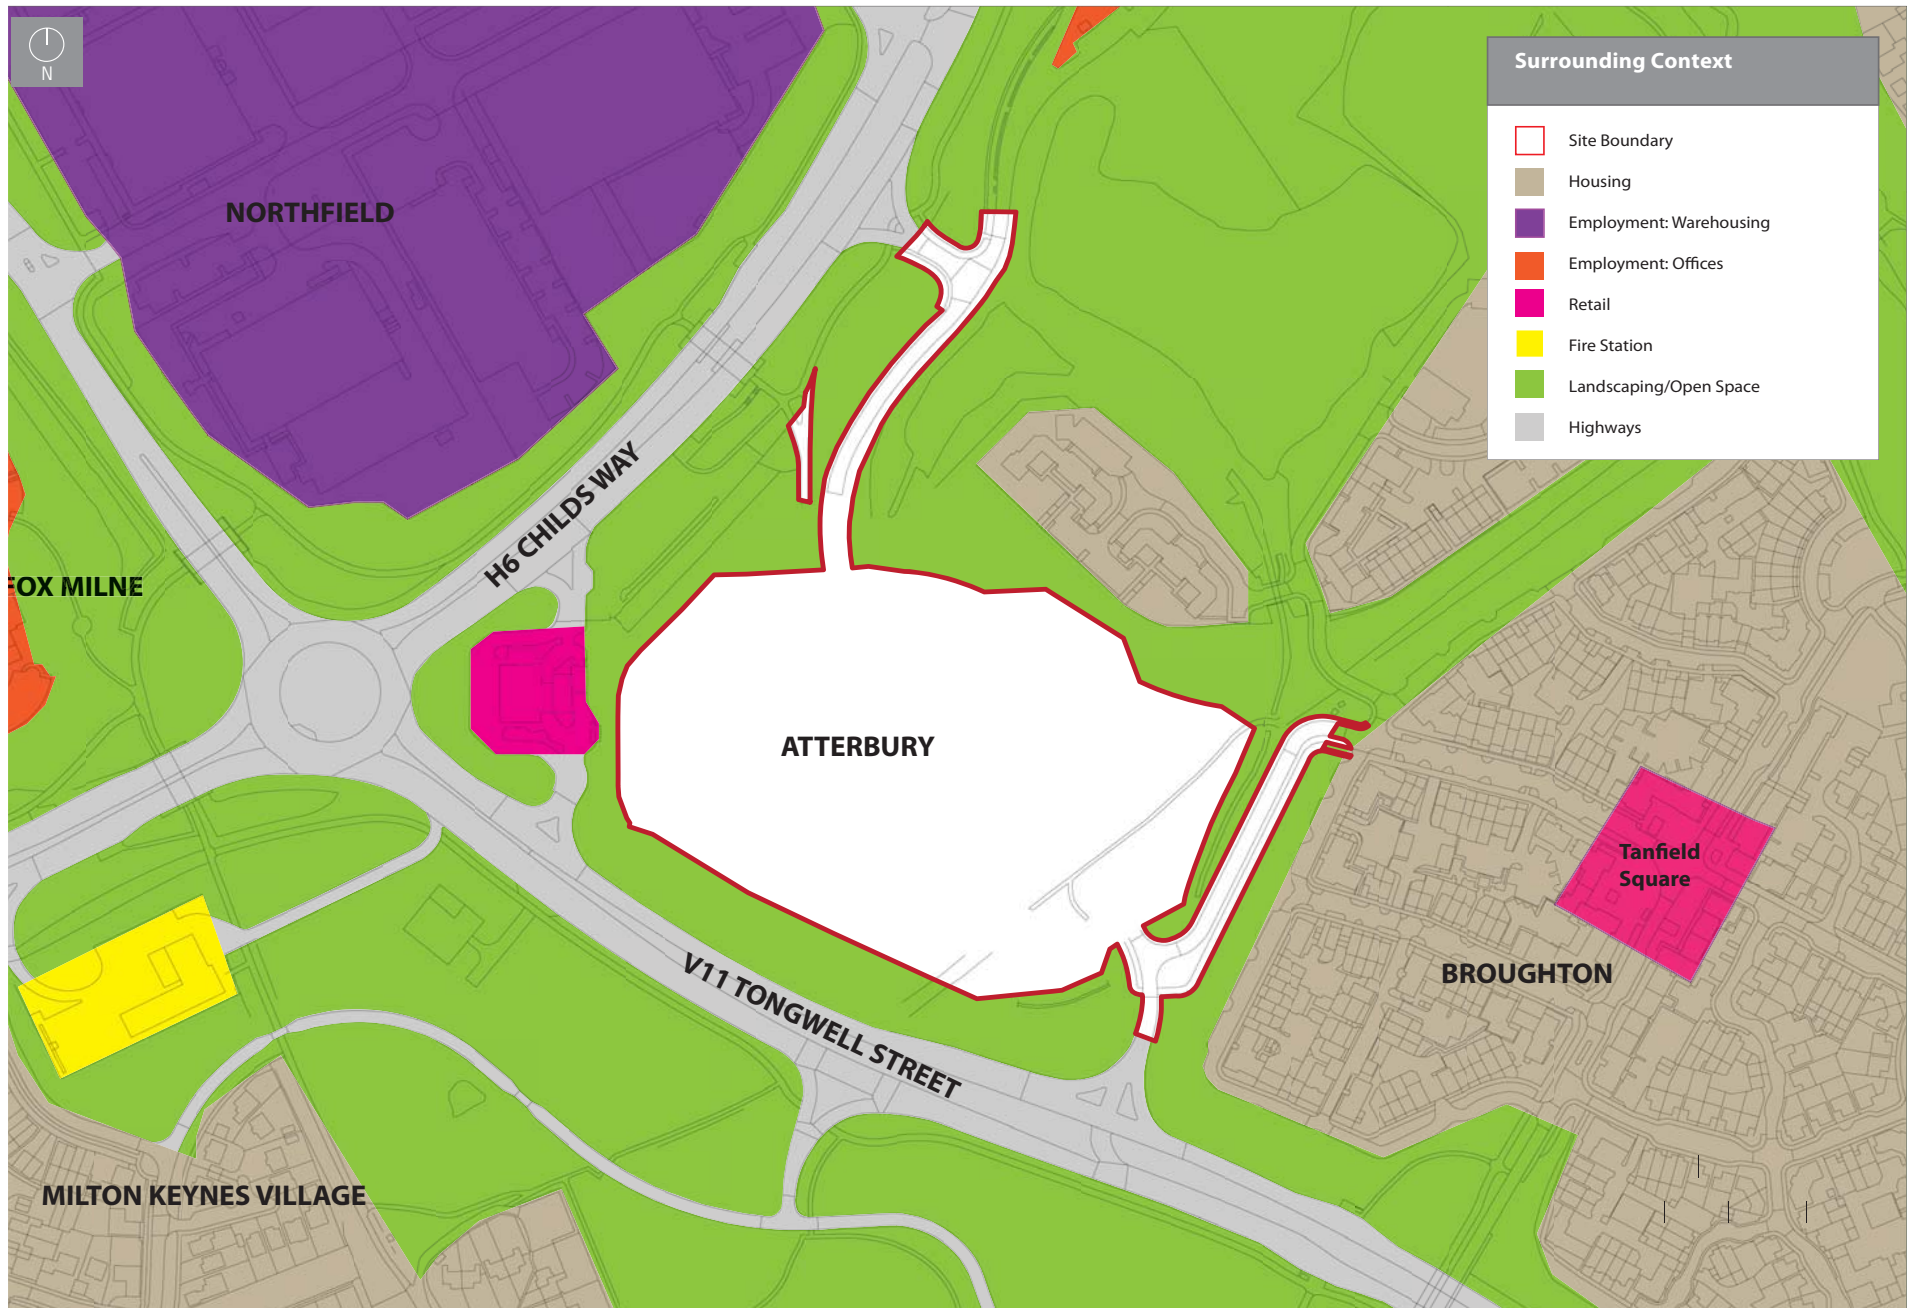 N
Surrounding Context
Site Boundary
Housing
Employment: Warehousing
Employment: Offices
Retail
Fire Station
Landscaping/Open Space
Highways
NORTHFIELD
H6 CHILDS WAY
FOX MILNE
ATTERBURY
Tanfield
Square
BROUGHTON
V11 TONGWELL STREET
MILTON KEYNES VILLAGE